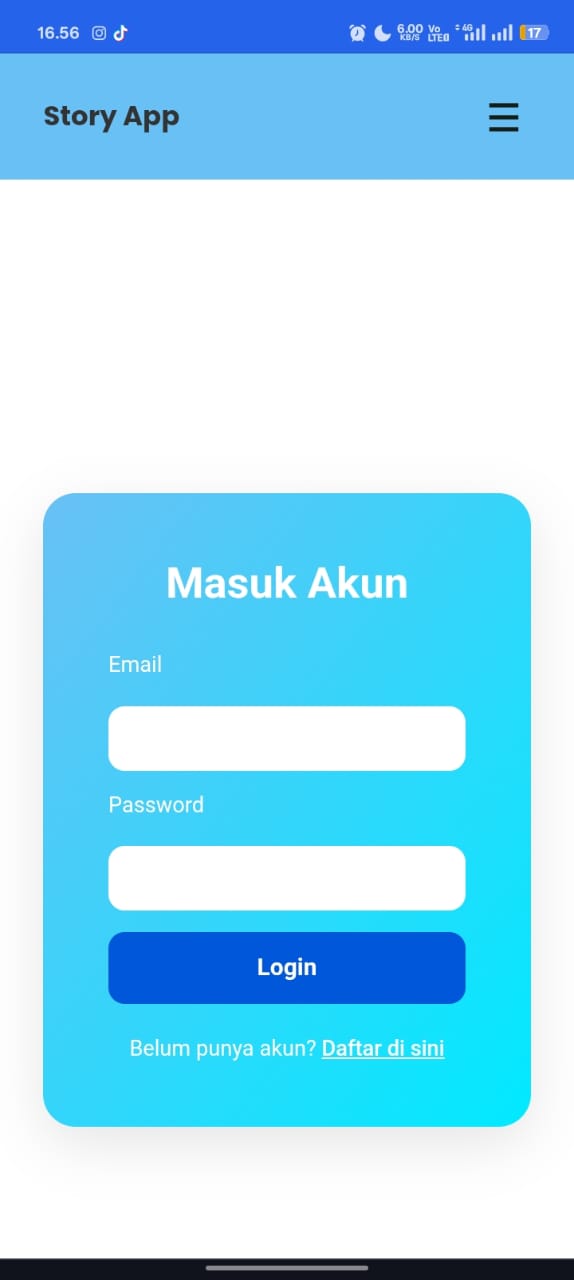 16.56 6.00 KB/S Vo LTE 4G 17
Story App
Masuk Akun
Email
Password
Login
Belum punya akun? Daftar di sini